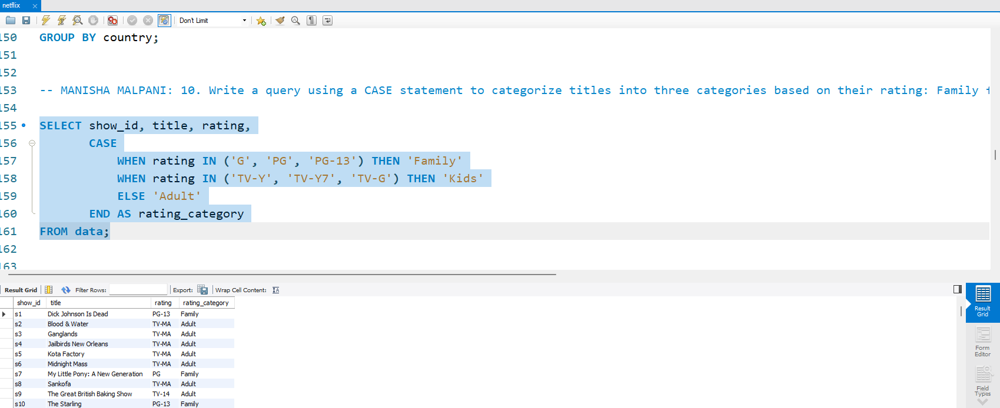 netflix
Don't Limit
150 GROUP BY country;
151
152
153 -- MANISHA MALPANI: 10. Write a query using a CASE statement to categorize titles into three categories based on their rating: Family
154
155 SELECT show_id, title, rating,
156 CASE
157 WHEN rating IN ('G', 'PG', 'PG-13') THEN 'Family'
158 WHEN rating IN ('TV-Y', 'TV-Y7', 'TV-G') THEN 'Kids'
159 ELSE 'Adult'
160 END AS rating_category
161 FROM data;
162
163
Result Grid Filter Rows: Export: Wrap Cell Content:
show_id title rating rating_category
s1 Dick Johnson Is Dead PG-13 Family
s2 Blood & Water TV-MA Adult
s3 Ganglands TV-MA Adult
s4 Jailbirds New Orleans TV-MA Adult
s5 Kota Factory TV-MA Adult
s6 Midnight Mass TV-MA Adult
s7 My Little Pony: A New Generation PG Family
s8 Sankofa TV-MA Adult
s9 The Great British Baking Show TV-14 Adult
s10 The Starling PG-13 Family
Result
Grid
Form
Editor
Field
Types